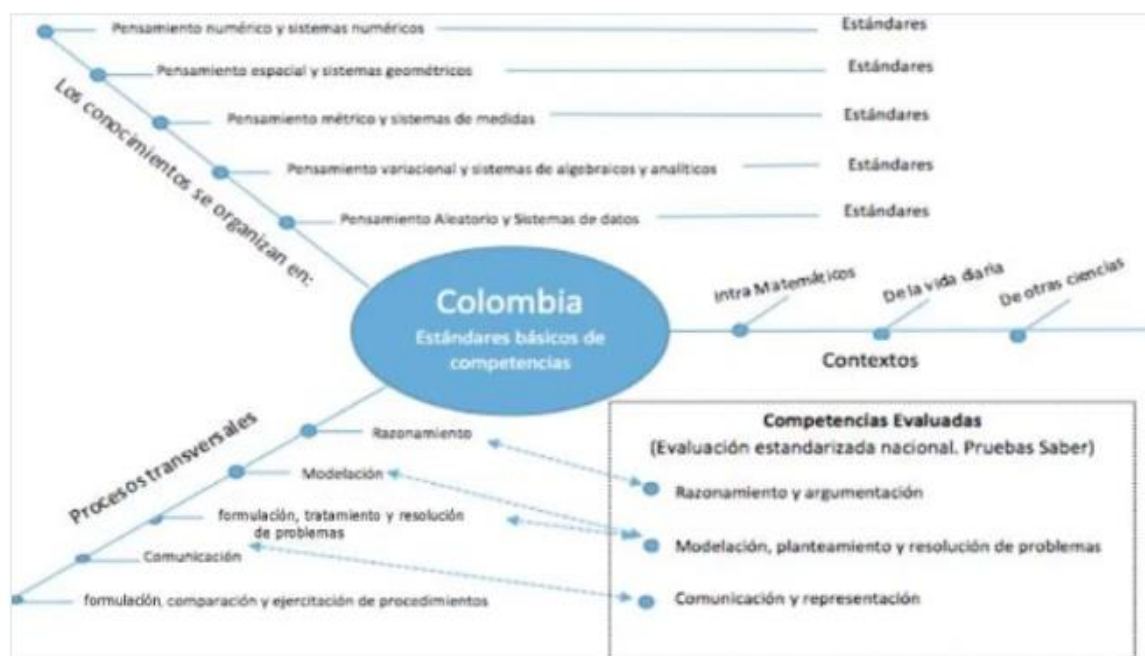 Pensamiento numérico y sistemas numéricos Estándares
Pensamiento espacial y sistemas geométricos Estándares
Pensamiento métrico y sistemas de medidas Estándares
Pensamiento variacional y sistemas de algebraicos y analíticos Estándares
Pensamiento Aleatorio y Sistemas de datos Estándares
Los conocimientos se organizan en:
Colombia
Estándares básicos de
competencias
Intra Matemáticos
De la vida diaria
De otras ciencias
Contextos
Procesos transversales
Razonamiento
Modelación
formulación, tratamiento y resolución
de problemas
Comunicación
formulación, comparación y ejercitación de procedimientos
Competencias Evaluadas
(Evaluación estandarizada nacional. Pruebas Saber)
Razonamiento y argumentación
Modelación, planteamiento y resolución de problemas
Comunicación y representación